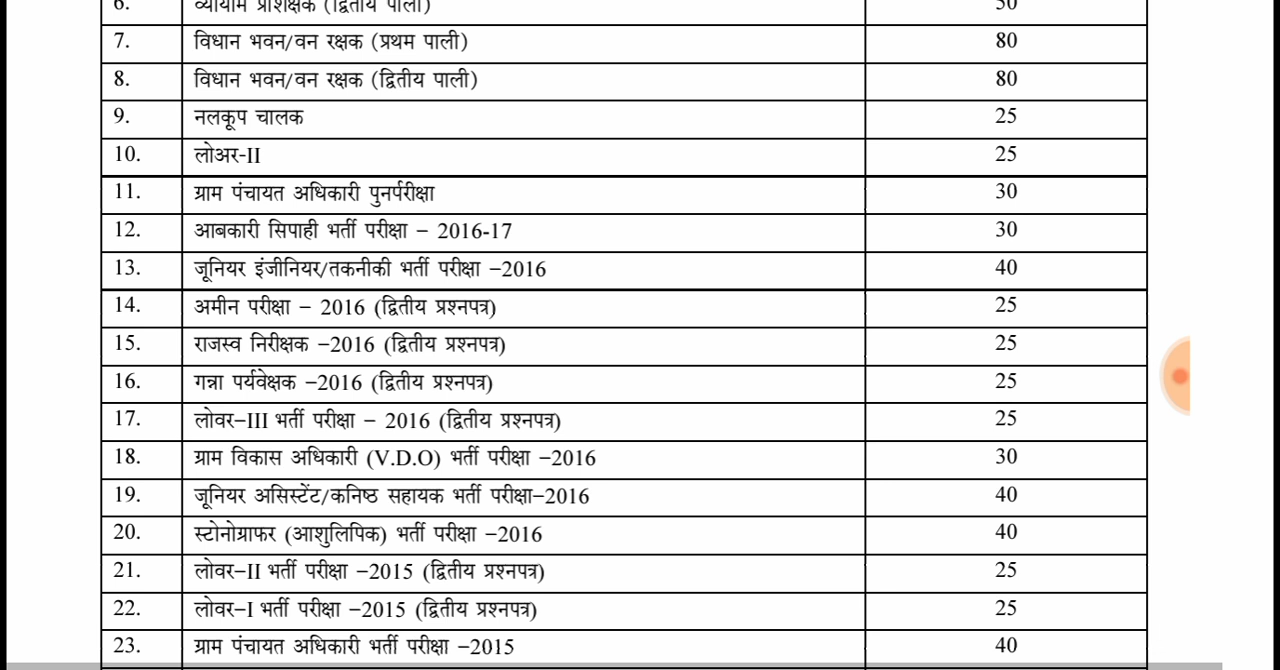 6. व्यायाम प्रशिक्षक (द्वितीय पाली) 50
7. विधान भवन/वन रक्षक (प्रथम पाली) 80
8. विधान भवन/वन रक्षक (द्वितीय पाली) 80
9. नलकूप चालक 25
10. लोअर-II 25
11. ग्राम पंचायत अधिकारी पुनर्परीक्षा 30
12. आबकारी सिपाही भर्ती परीक्षा – 2016-17 30
13. जूनियर इंजीनियर/तकनीकी भर्ती परीक्षा –2016 40
14. अमीन परीक्षा – 2016 (द्वितीय प्रश्नपत्र) 25
15. राजस्व निरीक्षक –2016 (द्वितीय प्रश्नपत्र) 25
16. गन्ना पर्यवेक्षक –2016 (द्वितीय प्रश्नपत्र) 25
17. लोवर–III भर्ती परीक्षा – 2016 (द्वितीय प्रश्नपत्र) 25
18. ग्राम विकास अधिकारी (V.D.O) भर्ती परीक्षा –2016 30
19. जूनियर असिस्टेंट/कनिष्ठ सहायक भर्ती परीक्षा–2016 40
20. स्टोनोग्राफर (आशुलिपिक) भर्ती परीक्षा –2016 40
21. लोवर–II भर्ती परीक्षा –2015 (द्वितीय प्रश्नपत्र) 25
22. लोवर–I भर्ती परीक्षा –2015 (द्वितीय प्रश्नपत्र) 25
23. ग्राम पंचायत अधिकारी भर्ती परीक्षा –2015 40